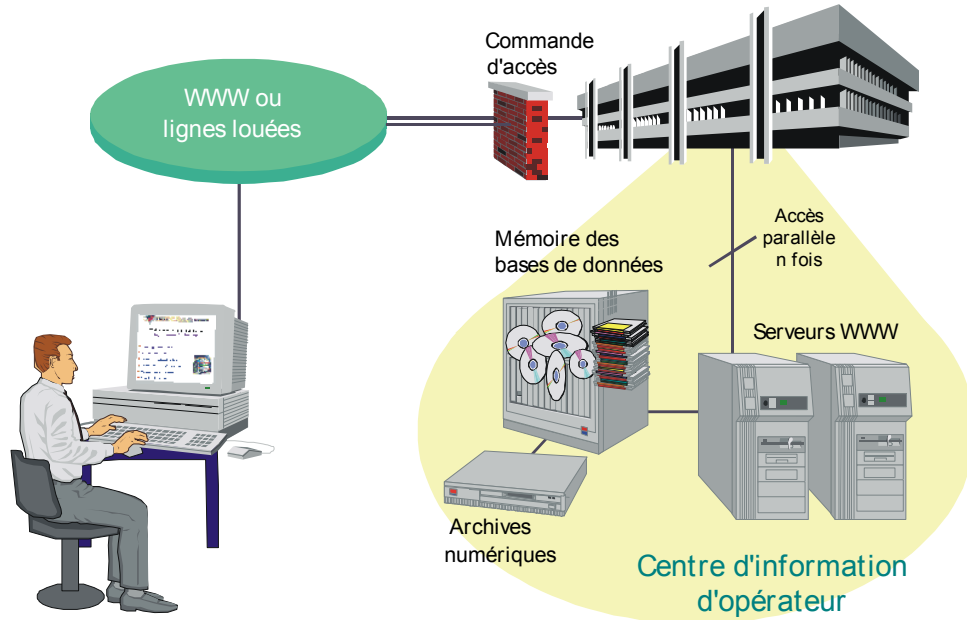 Commande
d'accès
WWW ou
lignes louées
Accès
parallèle
n fois
Mémoire des
bases de données
Serveurs WWW
Archives
numériques
Centre d'information
d'opérateur